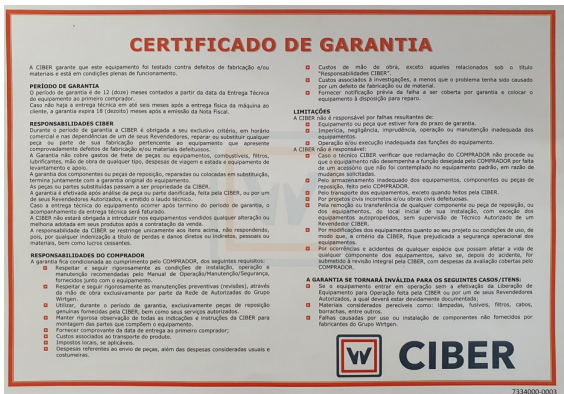 CERTIFICADO DE GARANTIA
A CIBER garante que este equipamento foi testado contra defeitos de fabricação e/ou
materiais e está em condições plenas de funcionamento.
PERÍODO DE GARANTIA
O período de garantia é de 12 (doze) meses contados a partir da data da Entrega Técnica
do equipamento ao primeiro comprador.
Caso não haja a entrega técnica em até seis meses após a entrega física da máquina ao
cliente, a garantia expira 18 (dezoito) meses após a emissão da Nota Fiscal.
RESPONSABILIDADES CIBER
Durante o período de garantia a CIBER é obrigada a seu exclusivo critério, em horário
comercial e nas dependências de um de seus Revendedores, reparar ou substituir qualquer
peça ou parte de sua fabricação pertencente ao equipamento que apresente
comprovadamente defeitos de fabricação e/ou materiais defeituosos.
A Garantia não cobre gastos de frete de peças ou equipamentos, combustíveis, filtros,
lubrificantes, mão de obra de qualquer tipo, despesas de viagem e estada e equipamento de
levantamento e apoio.
A garantia dos componentes ou peças de reposição, reparadas ou colocadas em substituição,
termina juntamente com a garantia original do equipamento.
As peças ou partes substituídas passam a ser propriedade da CIBER.
A garantia é efetivada após análise da peça ou parte danificada, feita pela CIBER, ou por um
de seus Revendedores Autorizados, e emitido o laudo técnico.
Caso a entrega técnica do equipamento ocorrer após termino do período de garantia, o
acompanhamento da entrega técnica será faturado.
A CIBER não estará obrigada a introduzir nos equipamentos vendidos qualquer alteração ou
melhoria adotada em seus produtos após a contratação da venda.
A responsabilidade da CIBER se restringe unicamente aos itens acima, não respondendo,
pois, por qualquer indenização a título de perdas e danos diretos ou indiretos, pessoais ou
materiais, bem como lucros cessantes.
RESPONSABILIDADES DO COMPRADOR
A garantia fica condicionada ao cumprimento pelo COMPRADOR, dos seguintes requisitos:
Respeitar e seguir rigorosamente as condições de instalação, operação e
manutenção recomendadas pelo Manual de Operação/Manutenção/Segurança,
fornecidos junto com o equipamento.
Respeitar e seguir rigorosamente as manutenções preventivas (revisões), através
da mão de obra exclusivamente por parte da Rede de Autorizadas do Grupo
Wirtgen.
Utilizar, durante o período de garantia, exclusivamente peças de reposição
genuínas fornecidas pela CIBER, bem como seus serviços autorizados.
Manter rigorosa observação de todas as indicações e instruções da CIBER para
montagem das partes que compõem o equipamento.
Fornecer comprovante da data de entrega ao primeiro comprador;
Custos associados ao transporte do produto.
Impostos locais, se aplicáveis.
Despesas referentes ao envio de peças, além das despesas consideradas usuais e
costumeiras.
Custos de mão de obra, exceto aqueles relacionados sob o título
"Responsabilidades CIBER".
Custos associados à investigações, a menos que o problema tenha sido causado
por um defeito de fabricação ou de material.
Fornecer notificação prévia da falha a ser coberta por garantia e colocar o
equipamento à disposição para reparo.
LIMITAÇÕES
A CIBER não é responsável por falhas resultantes de:
Equipamento ou peça que estiver fora do prazo de garantia.
Imperícia, negligência, imprudência, operação ou manutenção inadequada dos
equipamentos.
Operação e/ou execução inadequada das funções do equipamento.
A CIBER não é responsável:
Caso o técnico CIBER verificar que reclamação do COMPRADOR não procede ou
que o equipamento não desempenha a função desejada pelo COMPRADOR por falta
de um acessório que não foi contemplado no equipamento padrão, em razão de
mudanças solicitadas.
Pelo armazenamento inadequado dos equipamentos, componentes ou peças de
reposição, feito pelo COMPRADOR.
Pelo transporte dos equipamentos, exceto quando feitos pela CIBER.
Por projetos civis incorretos e/ou obras civis defeituosas.
Pela remoção ou transferência de qualquer componente ou peça de reposição, ou
dos equipamentos, do local inicial de sua instalação, com exceção dos
equipamentos autopropelidos, sem supervisão de Técnico Autorizado de um
Revendedor CIBER.
Por modificações dos equipamentos quanto ao seu projeto ou condições de uso, de
modo que, a critério da CIBER, fique prejudicada a segurança operacional dos
equipamentos.
Por ocorrências e acidentes de qualquer espécie que possam afetar a vida de
qualquer componente dos equipamentos, salvo se, depois do acidente, for
submetido à revisão integral pela CIBER, com despesas da avaliação cobertas pelo
COMPRADOR.
A GARANTIA SE TORNARÁ INVÁLIDA PARA OS SEGUINTES CASOS/ITENS:
Se o equipamento entrar em operação sem a efetivação da Liberação de
Equipamento para Operação feita pela CIBER ou por um de seus Revendedores
Autorizados, a qual deverá estar devidamente documentada;
Materiais considerados perecíveis como: lâmpadas, fusíveis, filtros, cabos,
borrachas, entre outros.
Falhas causadas por uso ou instalação de componentes não fornecidos por
fabricantes do Grupo Wirtgen.
CIBER
7334000-0003